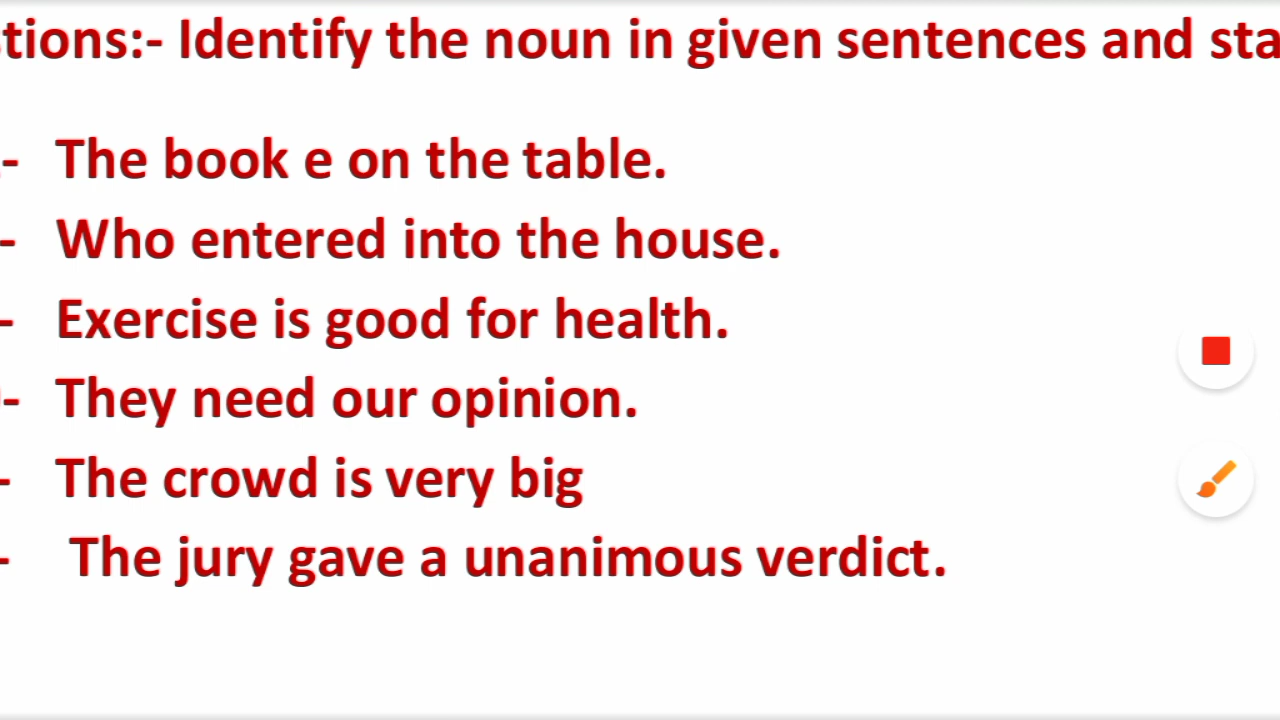 stions:- Identify the noun in given sentences and sta
- The book e on the table.
- Who entered into the house.
- Exercise is good for health.
- They need our opinion.
- The crowd is very big
- The jury gave a unanimous verdict.